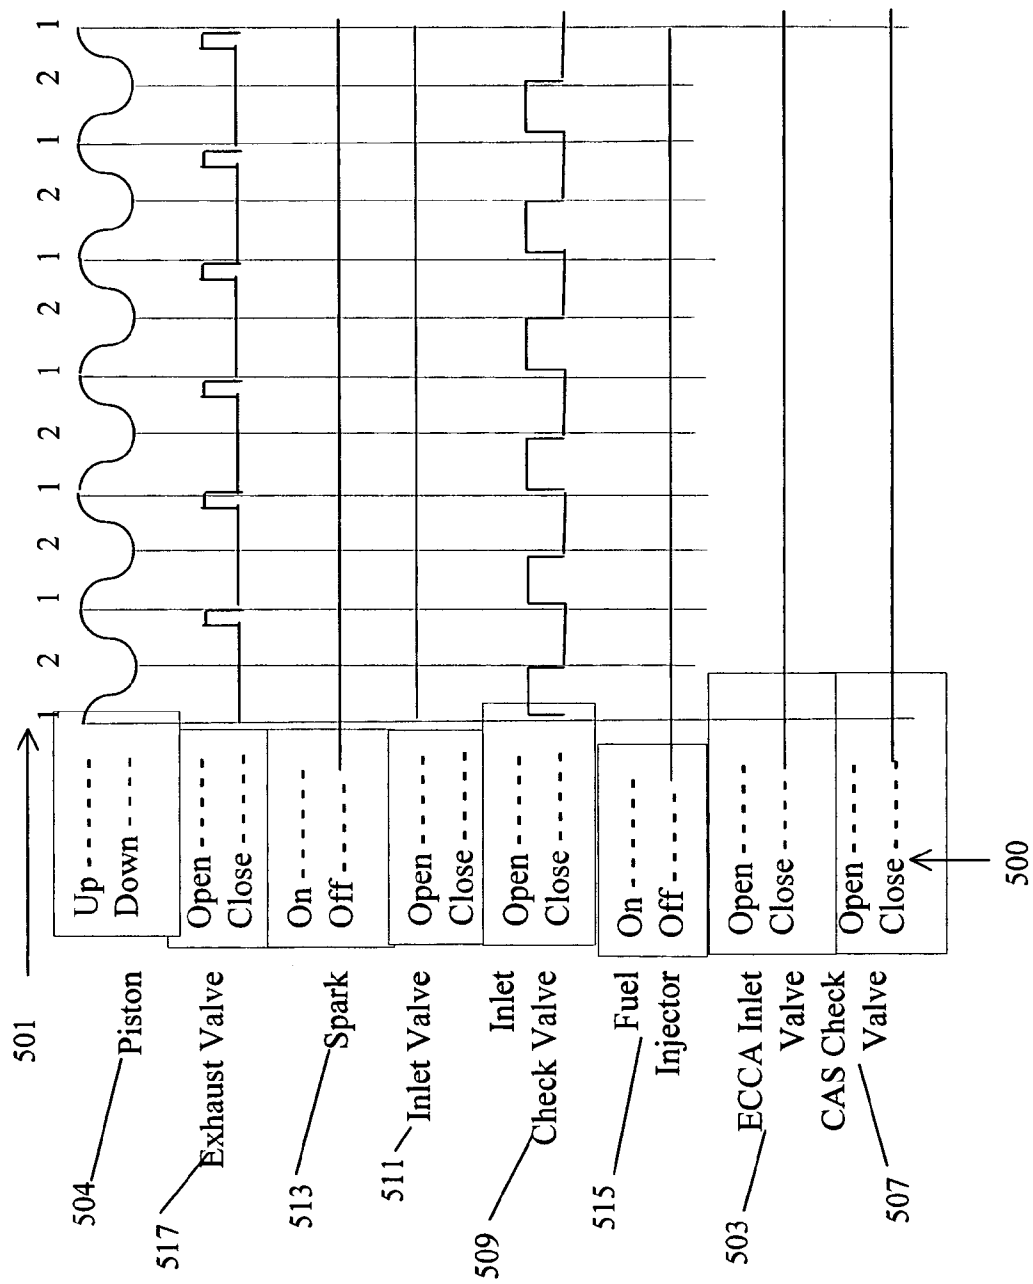 501
1 2 1 2 1 2 1 2 1 2 1 2 1
504
Piston
Up - - - - - -
Down - - - -
517
Exhaust Valve
Open - - - - -
Close - - - - -
513
Spark
On - - - - - -
Off - - - - -
511
Inlet Valve
Open - - - - -
Close - - - - -
509
Inlet
Check Valve
Open - - - - -
Close - - - - -
515
Fuel
Injector
On - - - - - -
Off - - - - -
503
ECCA Inlet
Valve
Open - - - - -
Close - - - - -
507
CAS Check
Valve
Open - - - - -
Close - - - - -
500